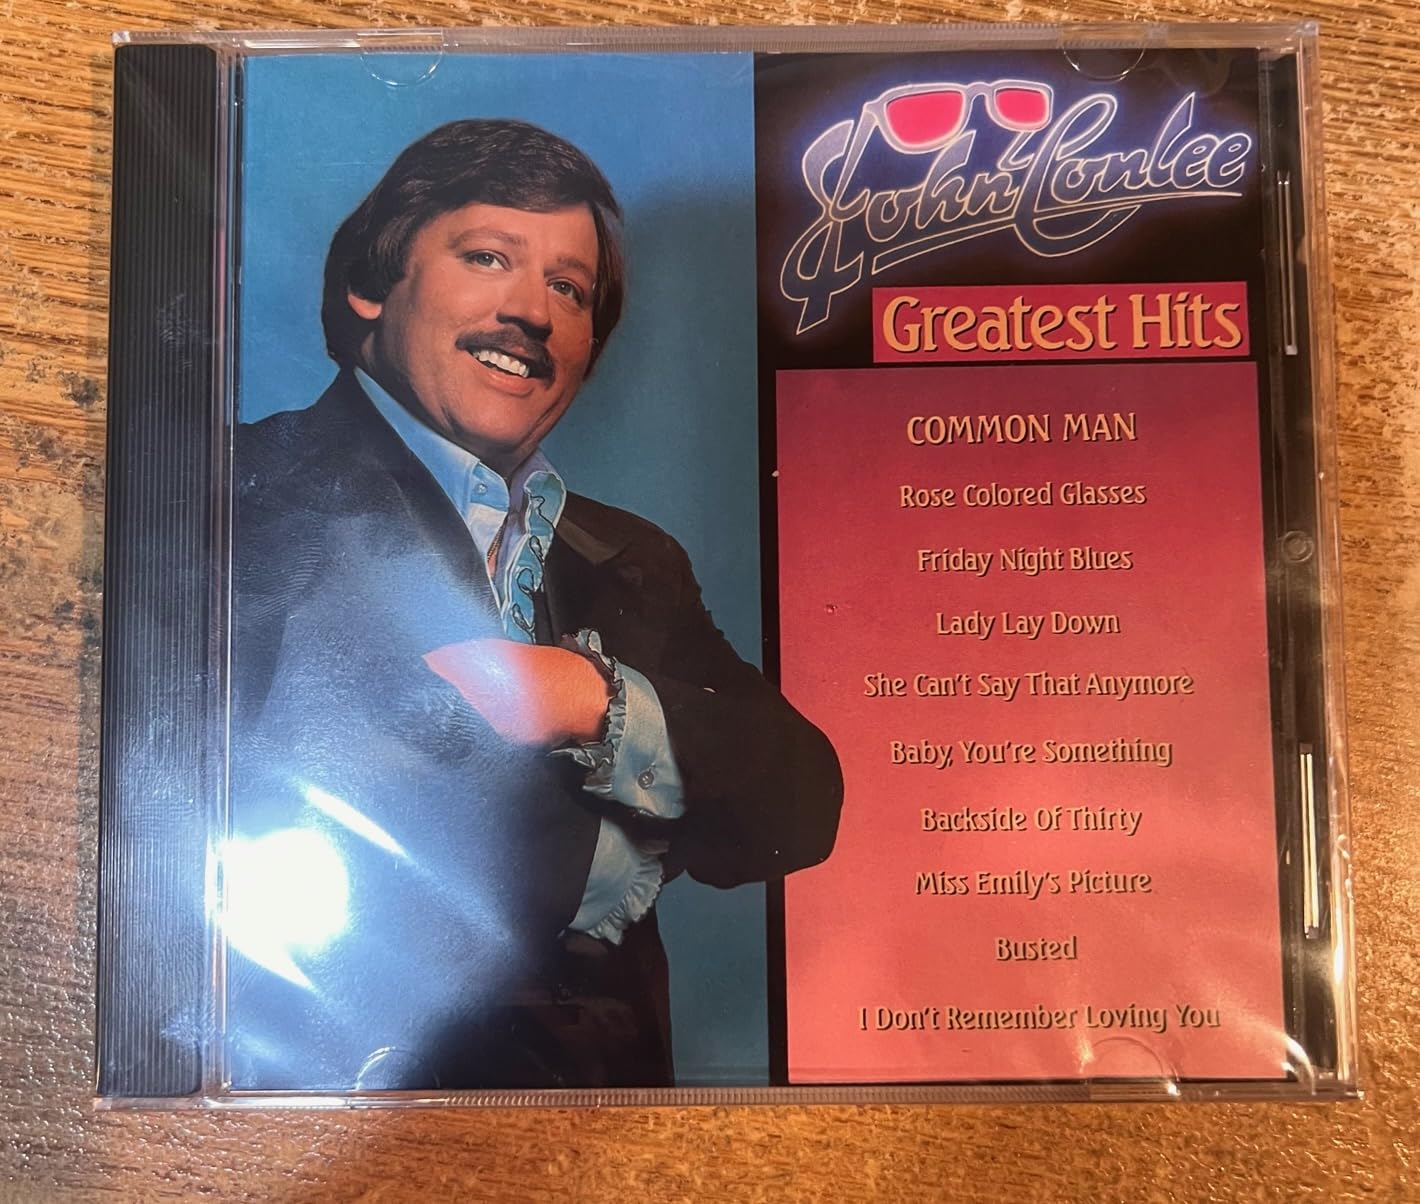 John Conlee
Greatest Hits
COMMON MAN
Rose Colored Glasses
Friday Night Blues
Lady Lay Down
She Can't Say That Anymore
Baby, You're Something
Backside Of Thirty
Miss Emily's Picture
Busted
I Don't Remember Loving You